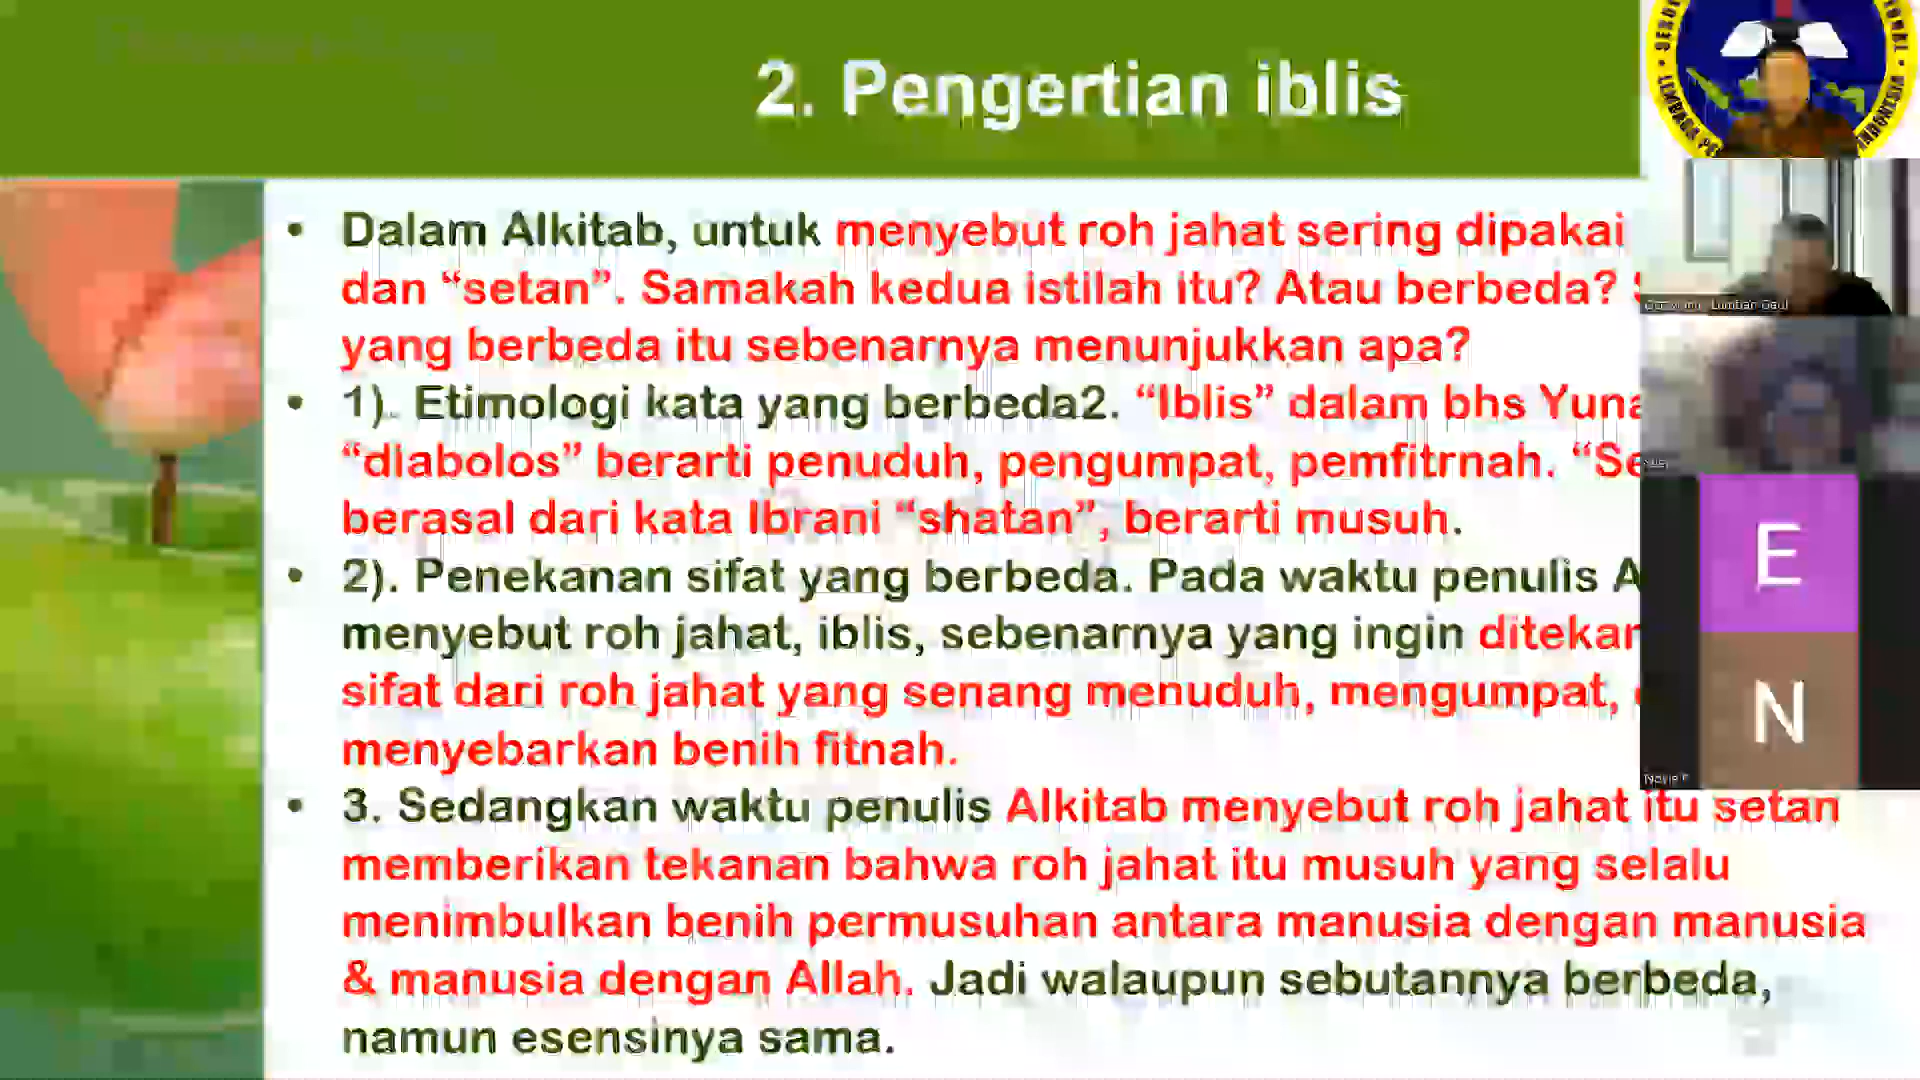 2. Pengertian iblis
• Dalam Alkitab, untuk menyebut roh jahat sering dipakai
dan “setan”. Samakah kedua istilah itu? Atau berbeda?
yang berbeda itu sebenarnya menunjukkan apa?
• 1). Etimologi kata yang berbeda2. “Iblis” dalam bhs Yuna
“diabolos” berarti penuduh, pengumpat, pemfitrnah. “Se
berasal dari kata Ibrani “shatan”, berarti musuh.
• 2). Penekanan sifat yang berbeda. Pada waktu penulis A
menyebut roh jahat, iblis, sebenarnya yang ingin ditekan
sifat dari roh jahat yang senang menuduh, mengumpat,
menyebarkan benih fitnah.
• 3. Sedangkan waktu penulis Alkitab menyebut roh jahat itu setan
memberikan tekanan bahwa roh jahat itu musuh yang selalu
menimbulkan benih permusuhan antara manusia dengan manusia
& manusia dengan Allah. Jadi walaupun sebutannya berbeda,
namun esensinya sama.
LEMBAGA
INDONESIA
Lumban Gaul
E
N